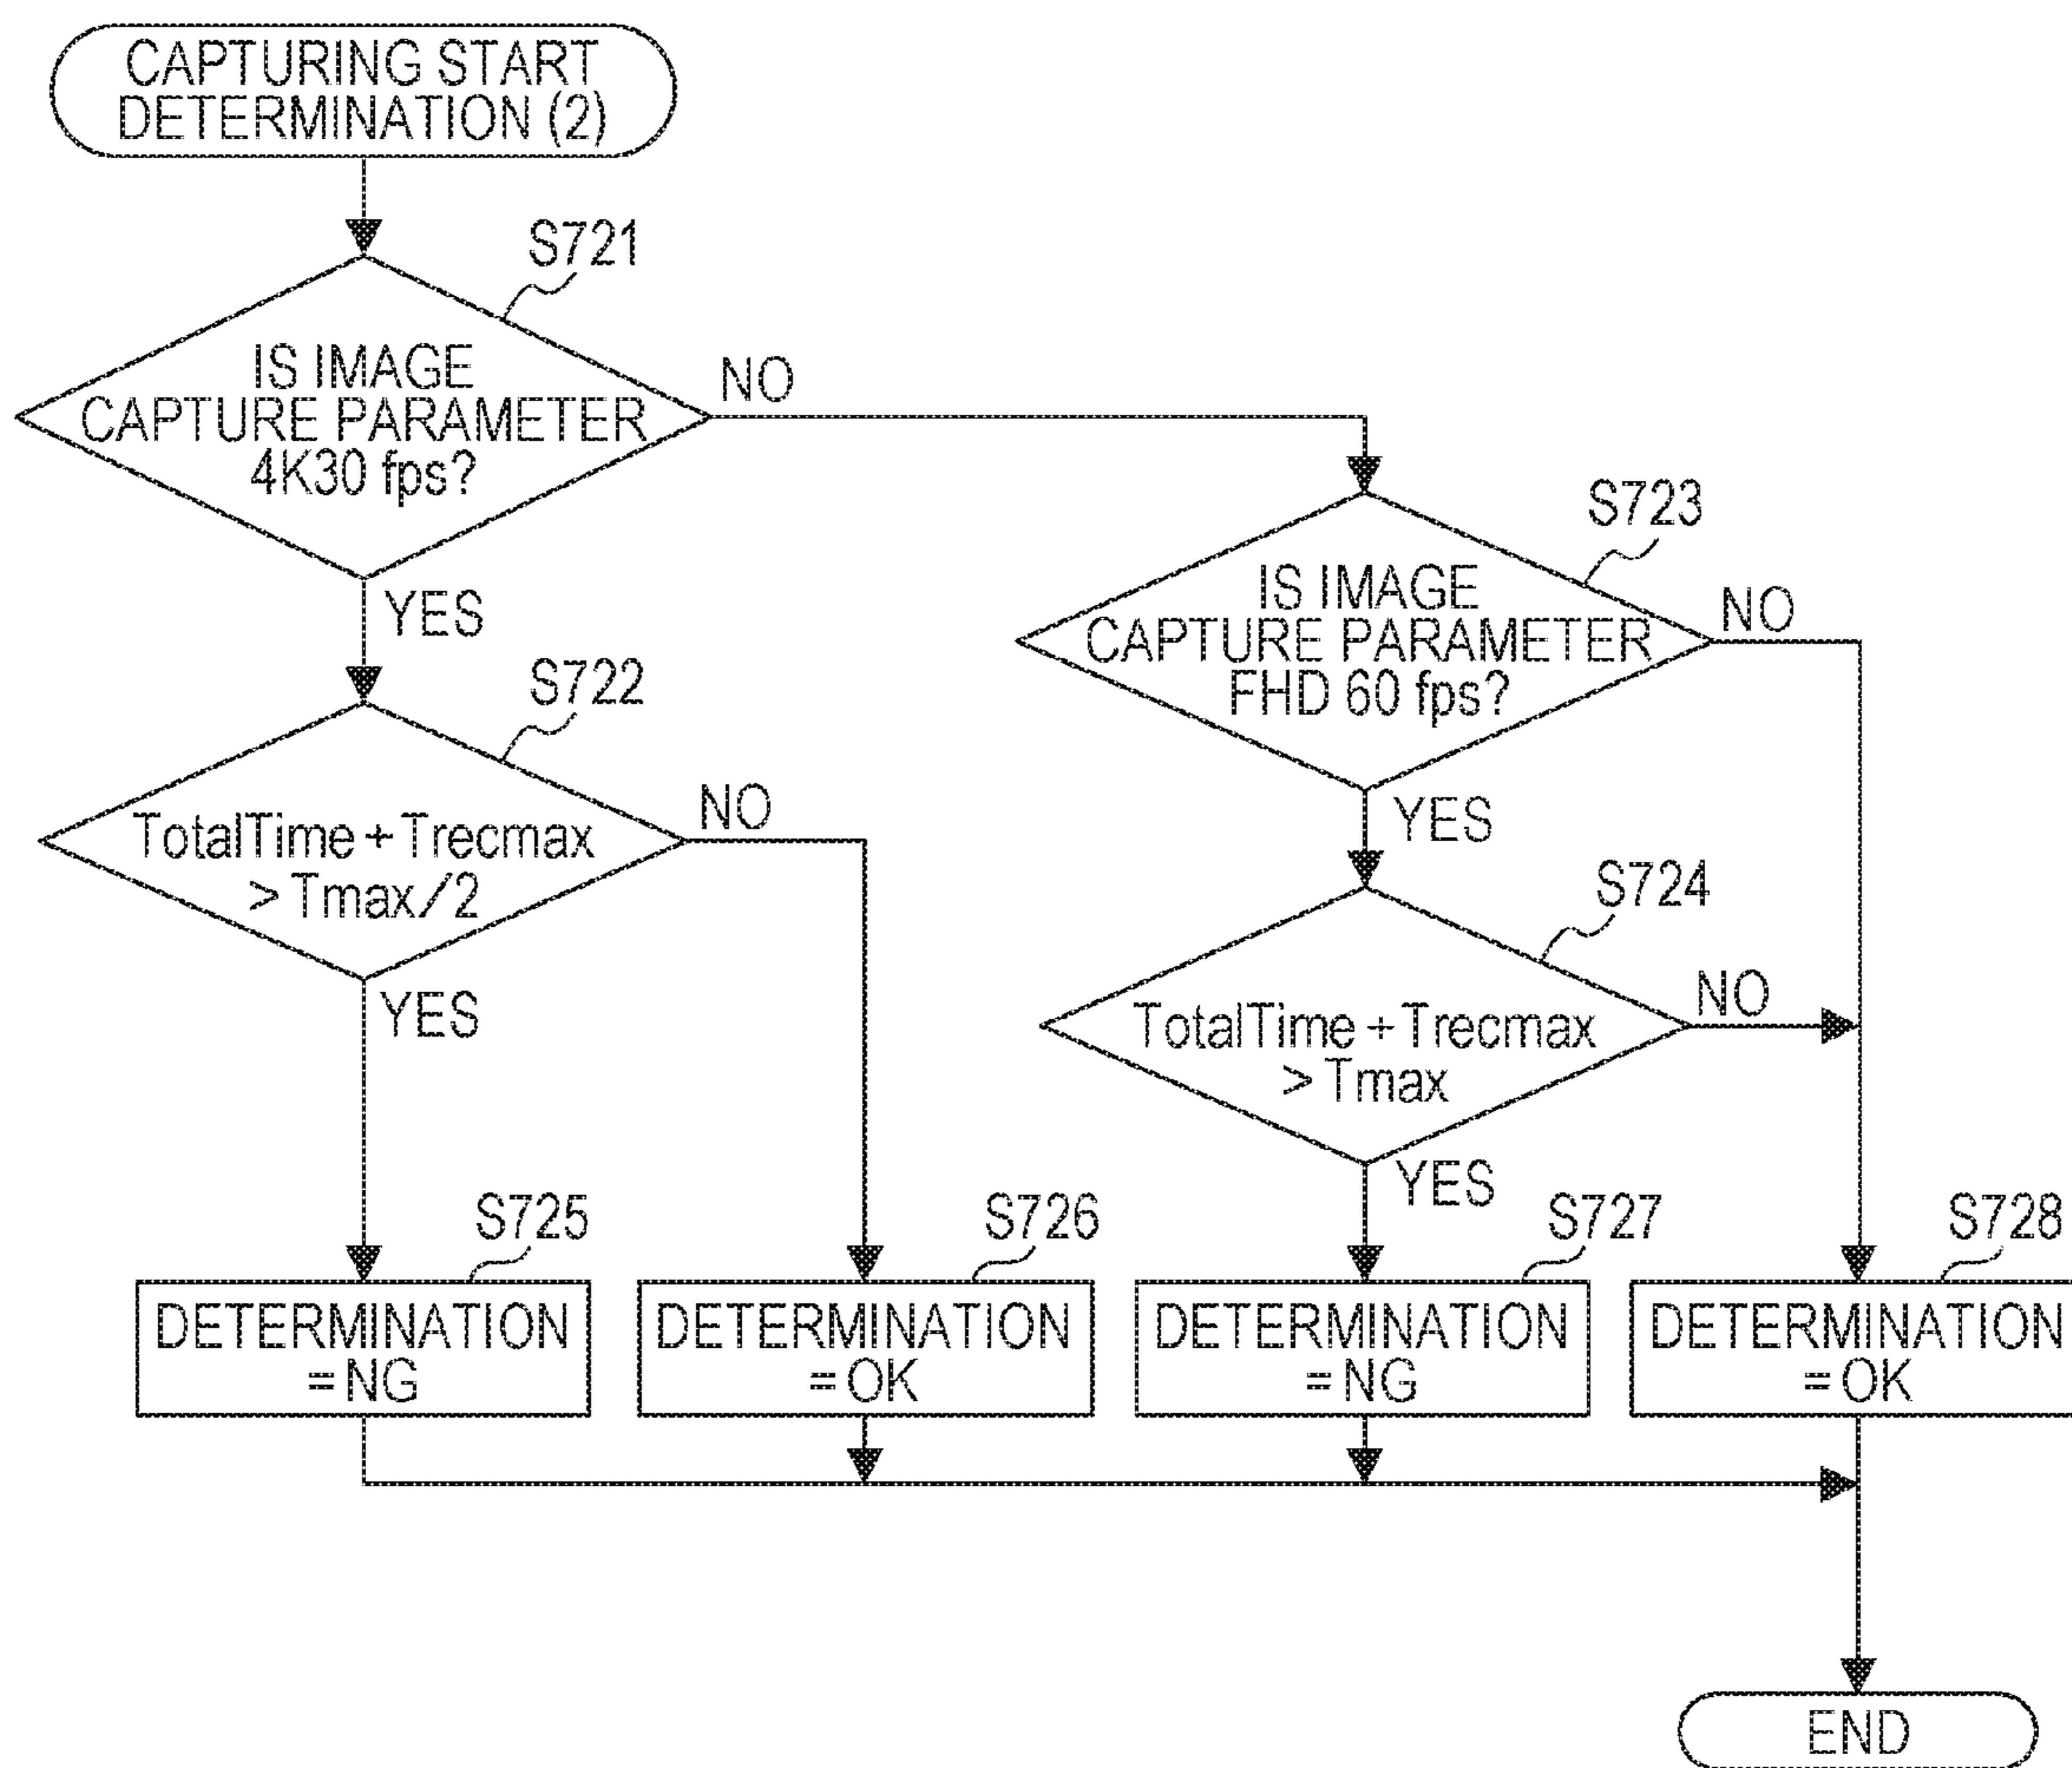 CAPTURING START
DETERMINATION (2)
S721
IS IMAGE
CAPTURE PARAMETER
4K30 fps?
NO
YES
S722
TotalTime + Trecmax
> Tmax/2
NO
YES
S723
IS IMAGE
CAPTURE PARAMETER
FHD 60 fps?
NO
YES
S724
TotalTime + Trecmax
> Tmax
NO
YES
S725
DETERMINATION
= NG
S726
DETERMINATION
= OK
S727
DETERMINATION
= NG
S728
DETERMINATION
= OK
END